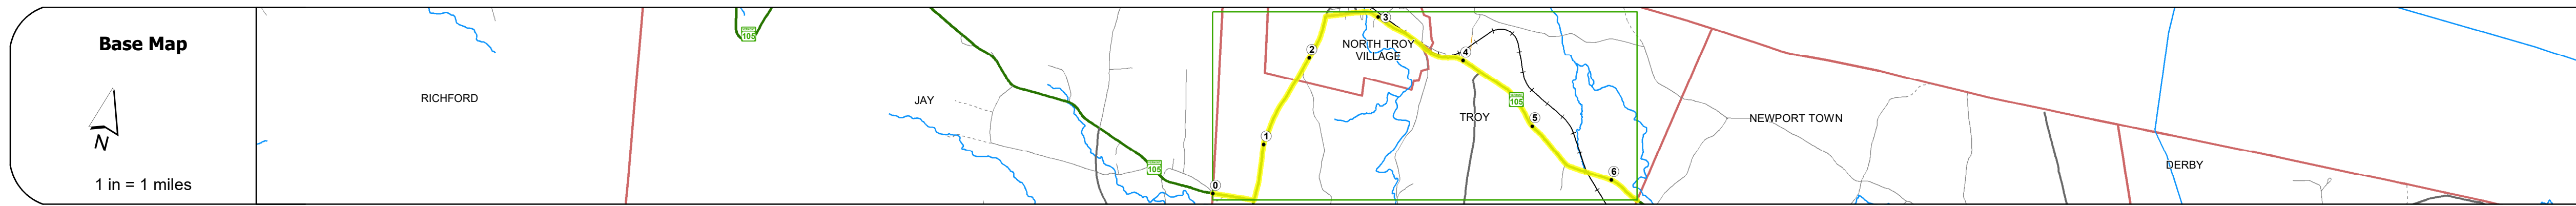 Base Map
N
1 in = 1 miles
RICHFORD
105
JAY
105
0
1
2
3
NORTH TROY
VILLAGE
4
105
TROY
5
6
NEWPORT TOWN
DERBY